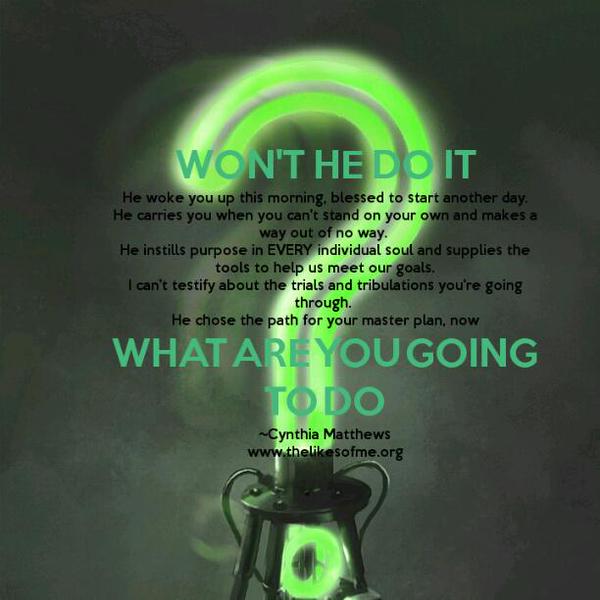 WON'T HE DO IT
He woke you up this morning, blessed to start another day.
He carries you when you can't stand on your own and makes a
way out of no way.
He instills purpose in EVERY individual soul and supplies the
tools to help us meet our goals.
I can't testify about the trials and tribulations you're going
through.
He chose the path for your master plan, now
WHAT ARE YOU GOING
TO DO
~Cynthia Matthews
www.thelikesofme.org